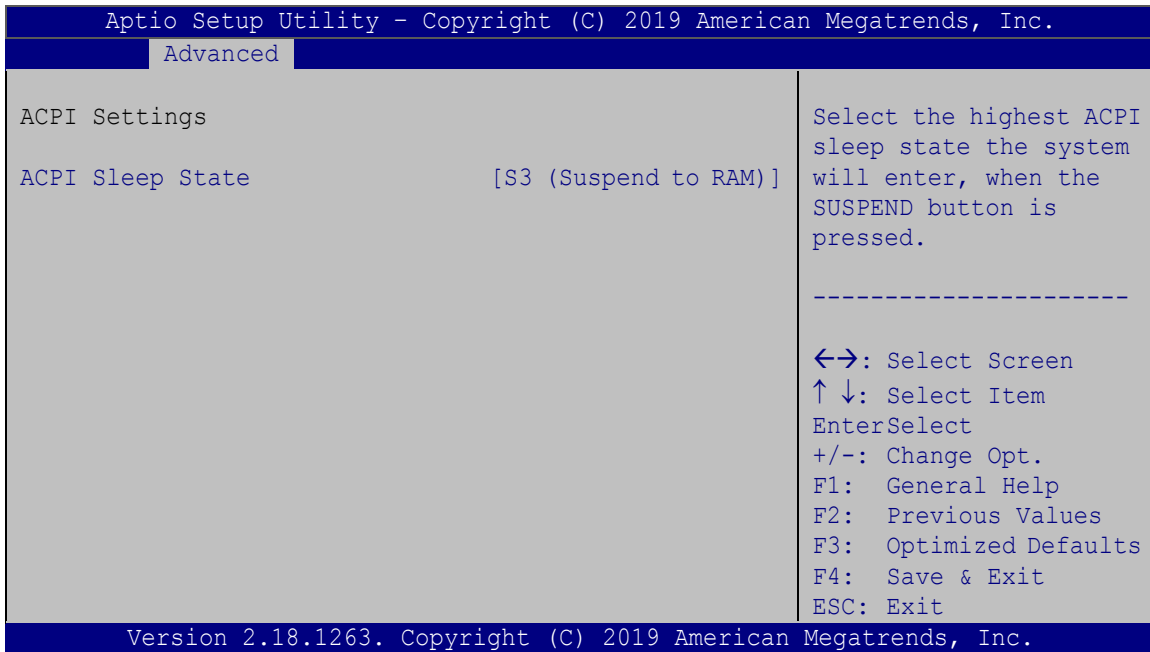 Aptio Setup Utility – Copyright (C) 2019 American Megatrends, Inc.
Advanced
ACPI Settings
ACPI Sleep State [S3 (Suspend to RAM)]
Select the highest ACPI
sleep state the system
will enter, when the
SUSPEND button is
pressed.
----------------------
←→: Select Screen
↑ ↓: Select Item
EnterSelect
+/-: Change Opt.
F1: General Help
F2: Previous Values
F3: Optimized Defaults
F4: Save & Exit
ESC: Exit
Version 2.18.1263. Copyright (C) 2019 American Megatrends, Inc.